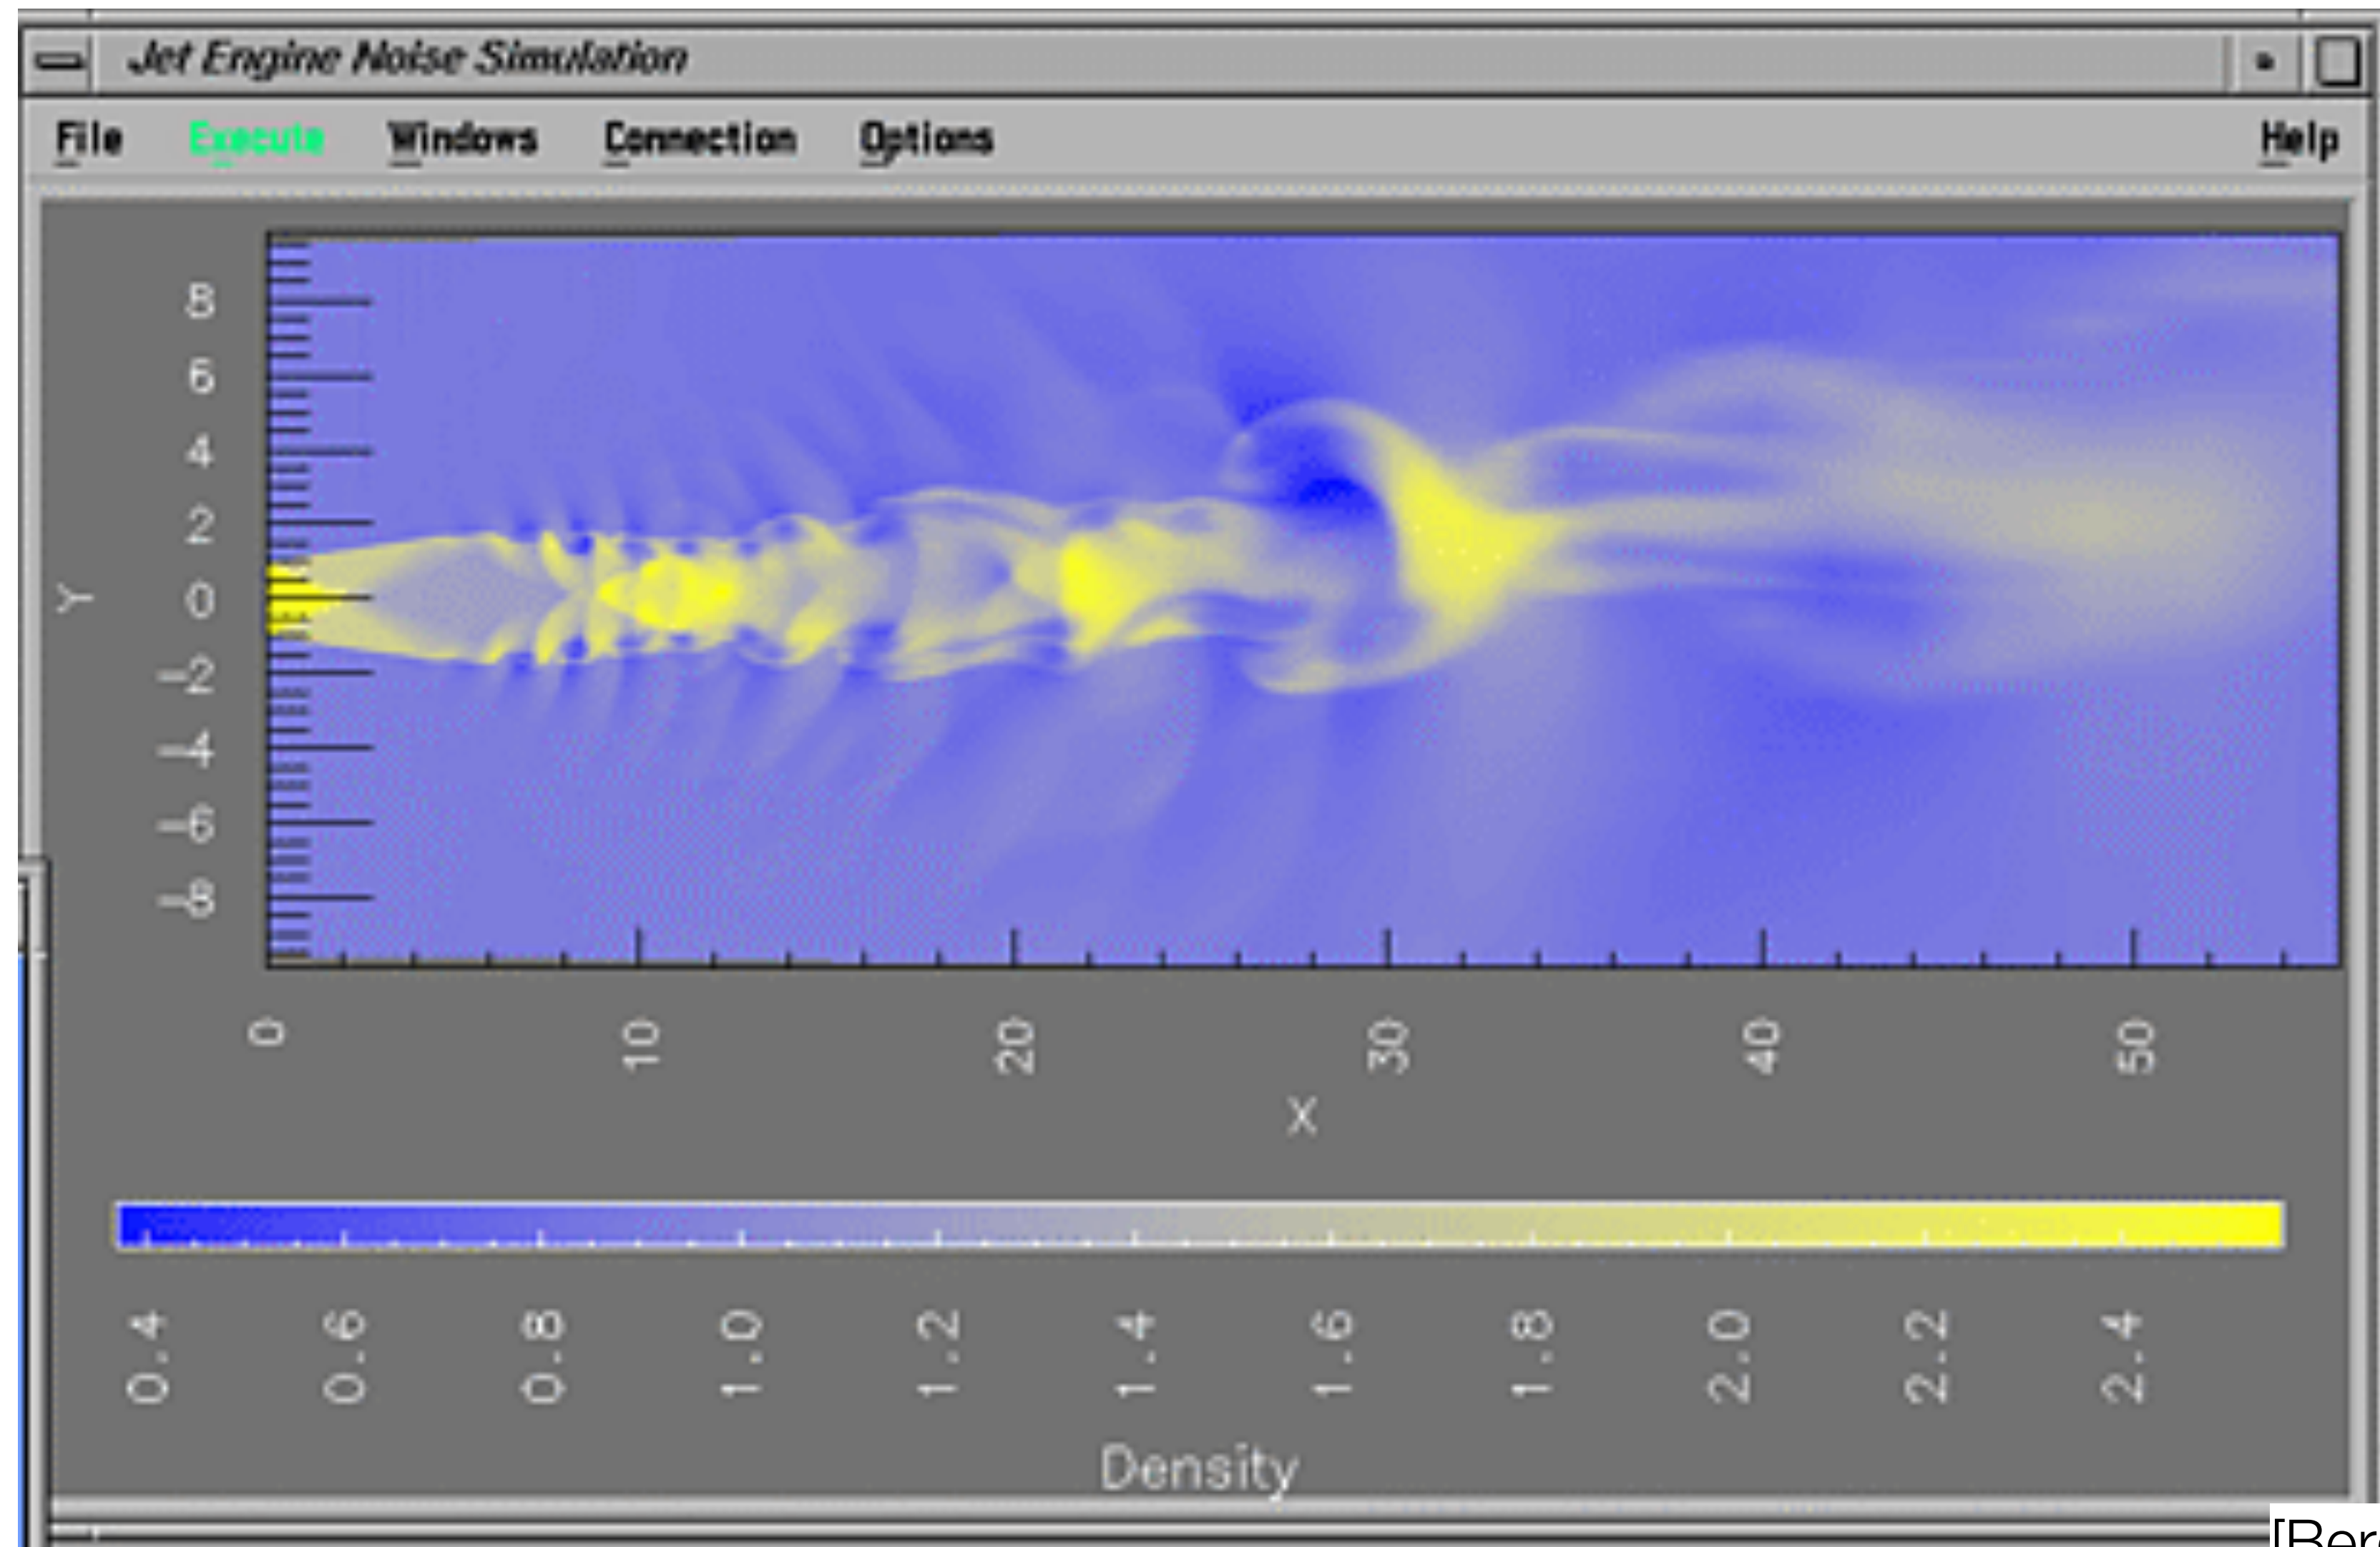 Jet Engine Noise Simulation
File Execute Windows Connection Options Help
8
6
4
2
0
−2
−4
−6
−8
Y
0 10 20 30 40 50
X
0.4 0.6 0.8 1.0 1.2 1.4 1.6 1.8 2.0 2.2 2.4
Density